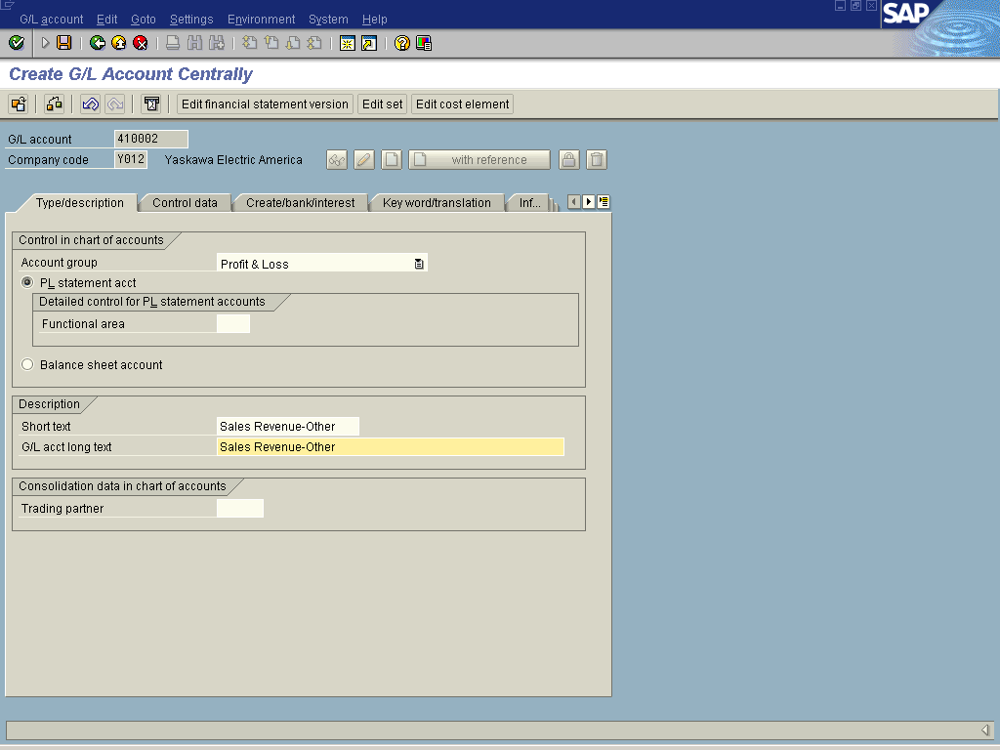 G/L account Edit Goto Settings Environment System Help
SAP
Create G/L Account Centrally
Edit financial statement version Edit set Edit cost element
G/L account 410002
Company code Y012 Yaskawa Electric America with reference
Type/description Control data Create/bank/interest Key word/translation Inf...
Control in chart of accounts
Account group Profit & Loss
PL statement acct
Detailed control for PL statement accounts
Functional area
Balance sheet account
Description
Short text Sales Revenue-Other
G/L acct long text Sales Revenue-Other
Consolidation data in chart of accounts
Trading partner